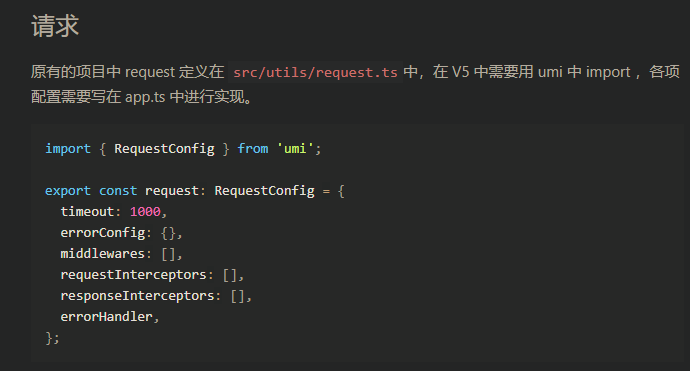 请求
原有的项目中 request 定义在 src/utils/request.ts 中，在 V5 中需要用 umi 中 import ，各项
配置需要写在 app.ts 中进行实现。
import { RequestConfig } from 'umi';
export const request: RequestConfig = {
  timeout: 1000,
  errorConfig: {},
  middlewares: [],
  requestInterceptors: [],
  responseInterceptors: [],
  errorHandler,
};